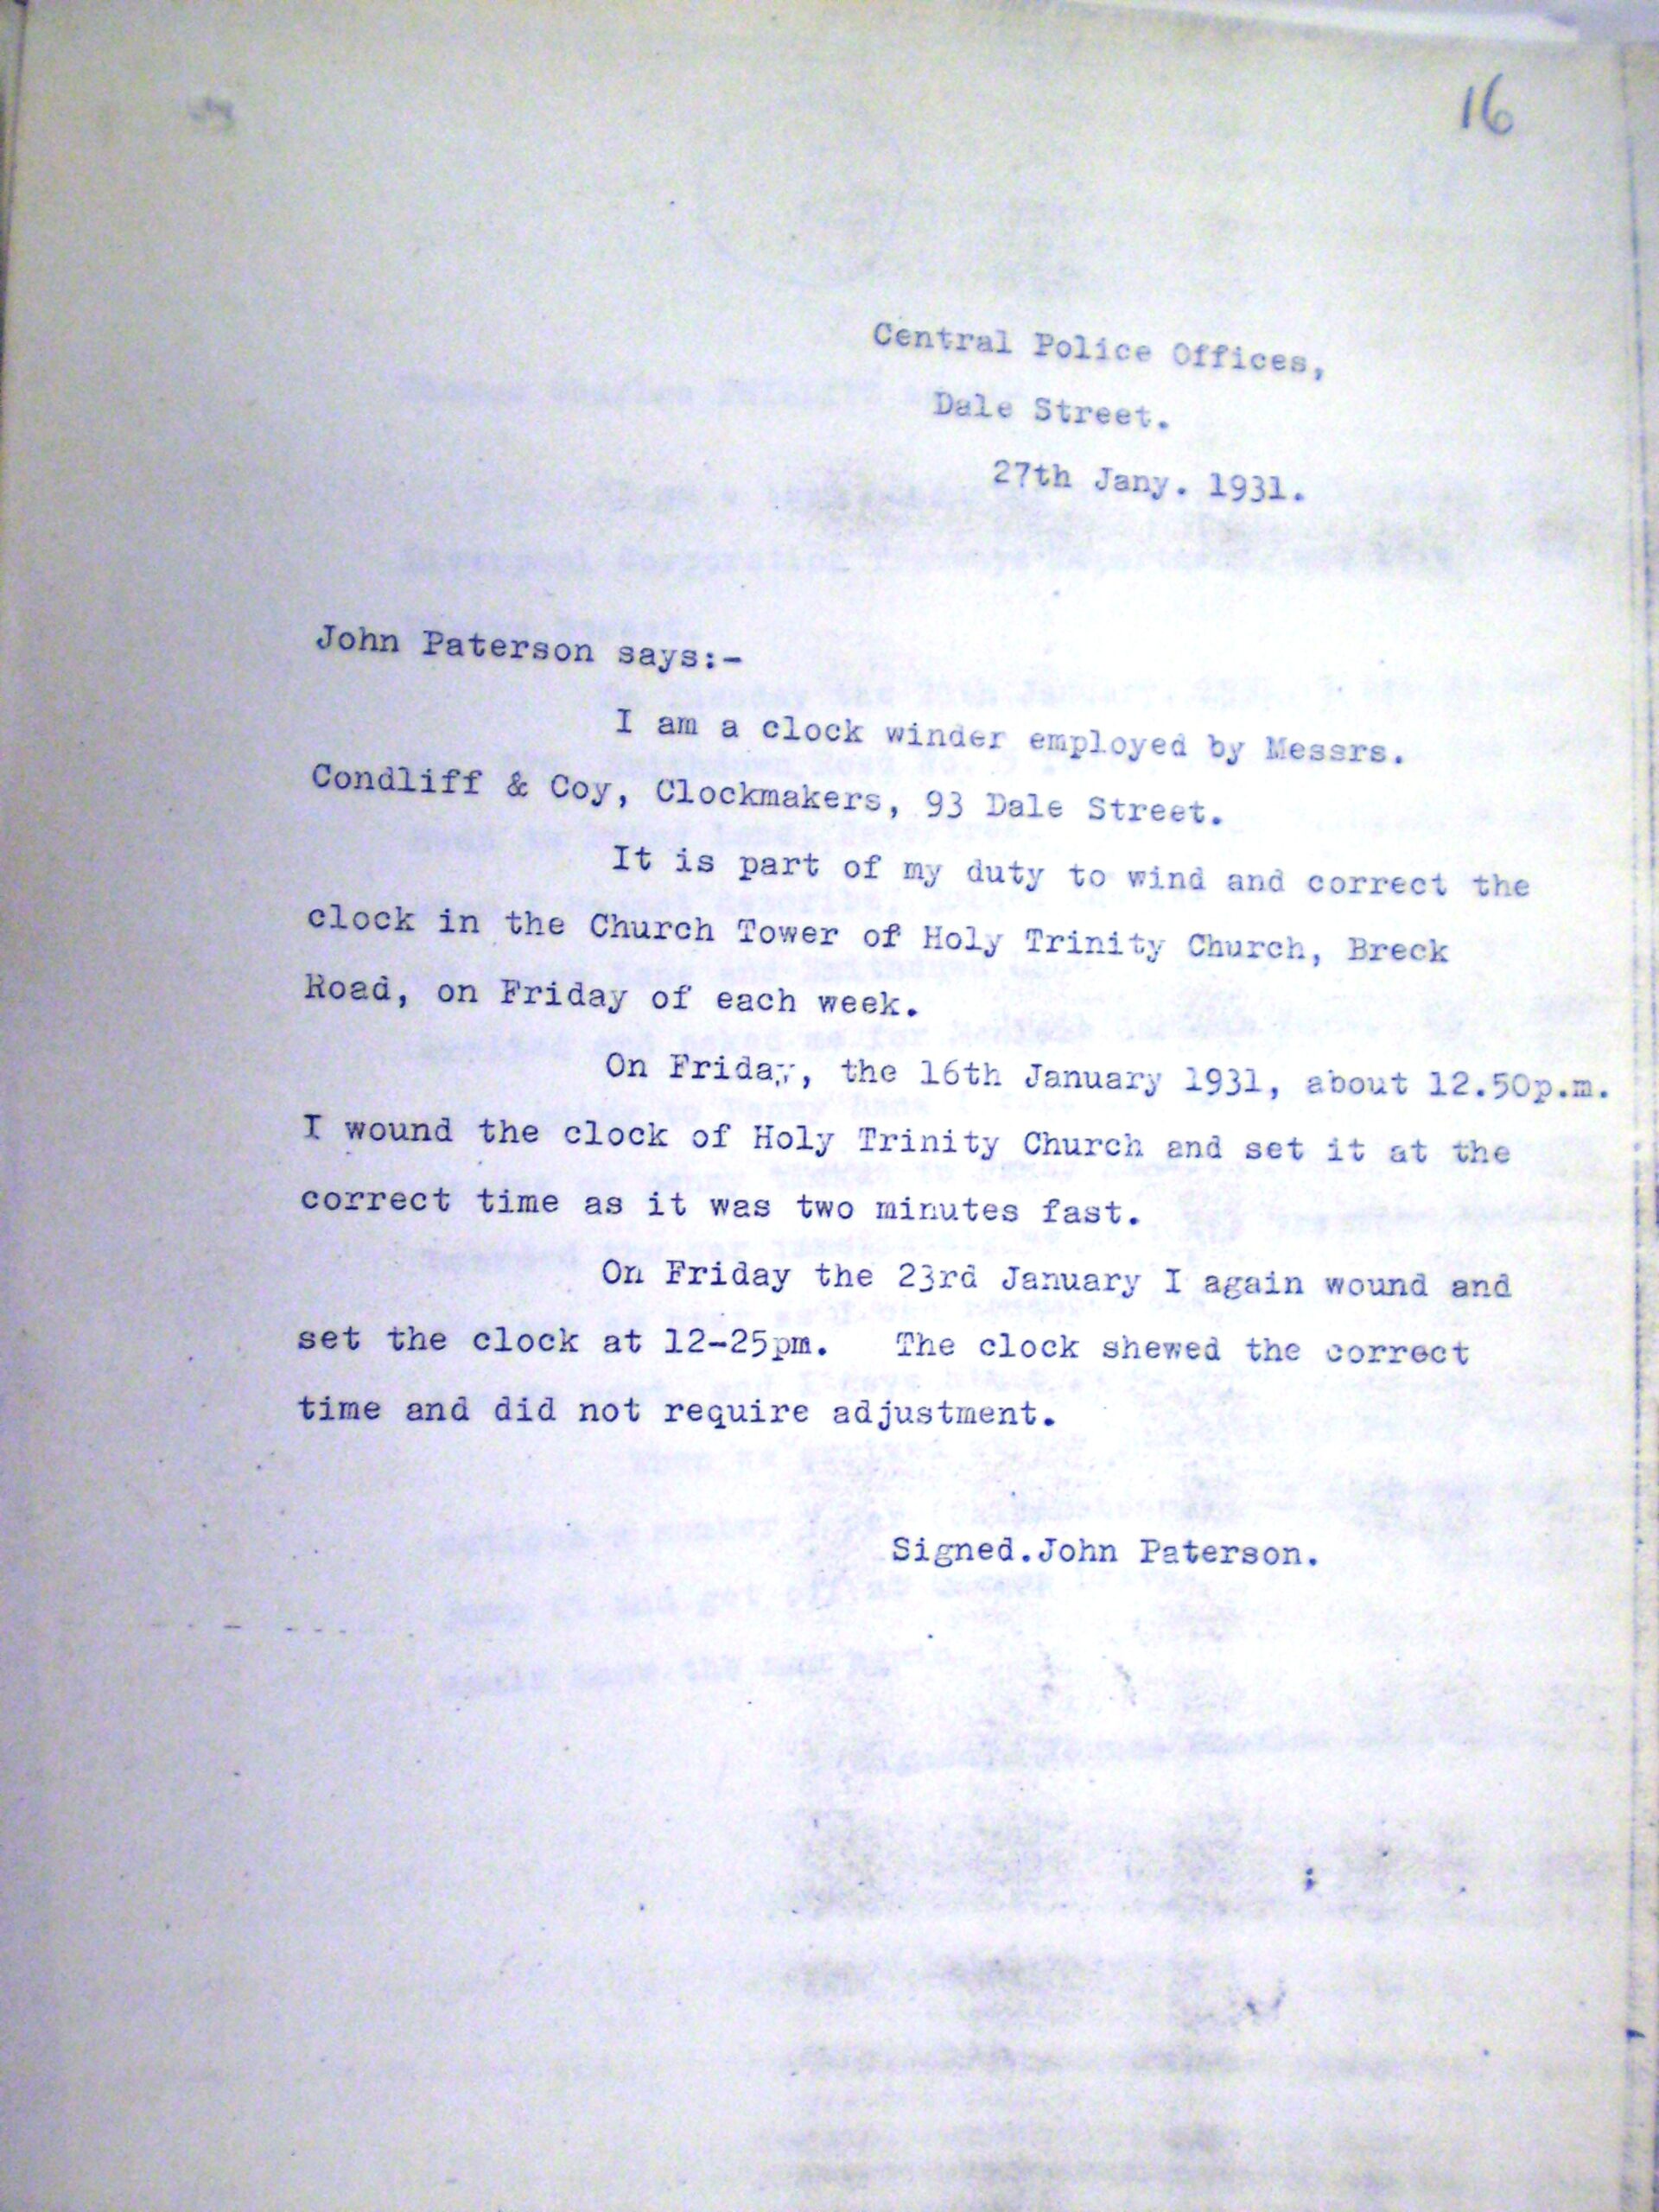 16
Central Police Offices,
Dale Street.
27th Jany. 1931.
John Paterson says:-
I am a clock winder employed by Messrs.
Condliff & Coy, Clockmakers, 93 Dale Street.
It is part of my duty to wind and correct the
clock in the Church Tower of Holy Trinity Church, Breck
Road, on Friday of each week.
On Friday, the 16th January 1931, about 12.50p.m.
I wound the clock of Holy Trinity Church and set it at the
correct time as it was two minutes fast.
On Friday the 23rd January I again wound and
set the clock at 12-25pm. The clock shewed the correct
time and did not require adjustment.
Signed.John Paterson.